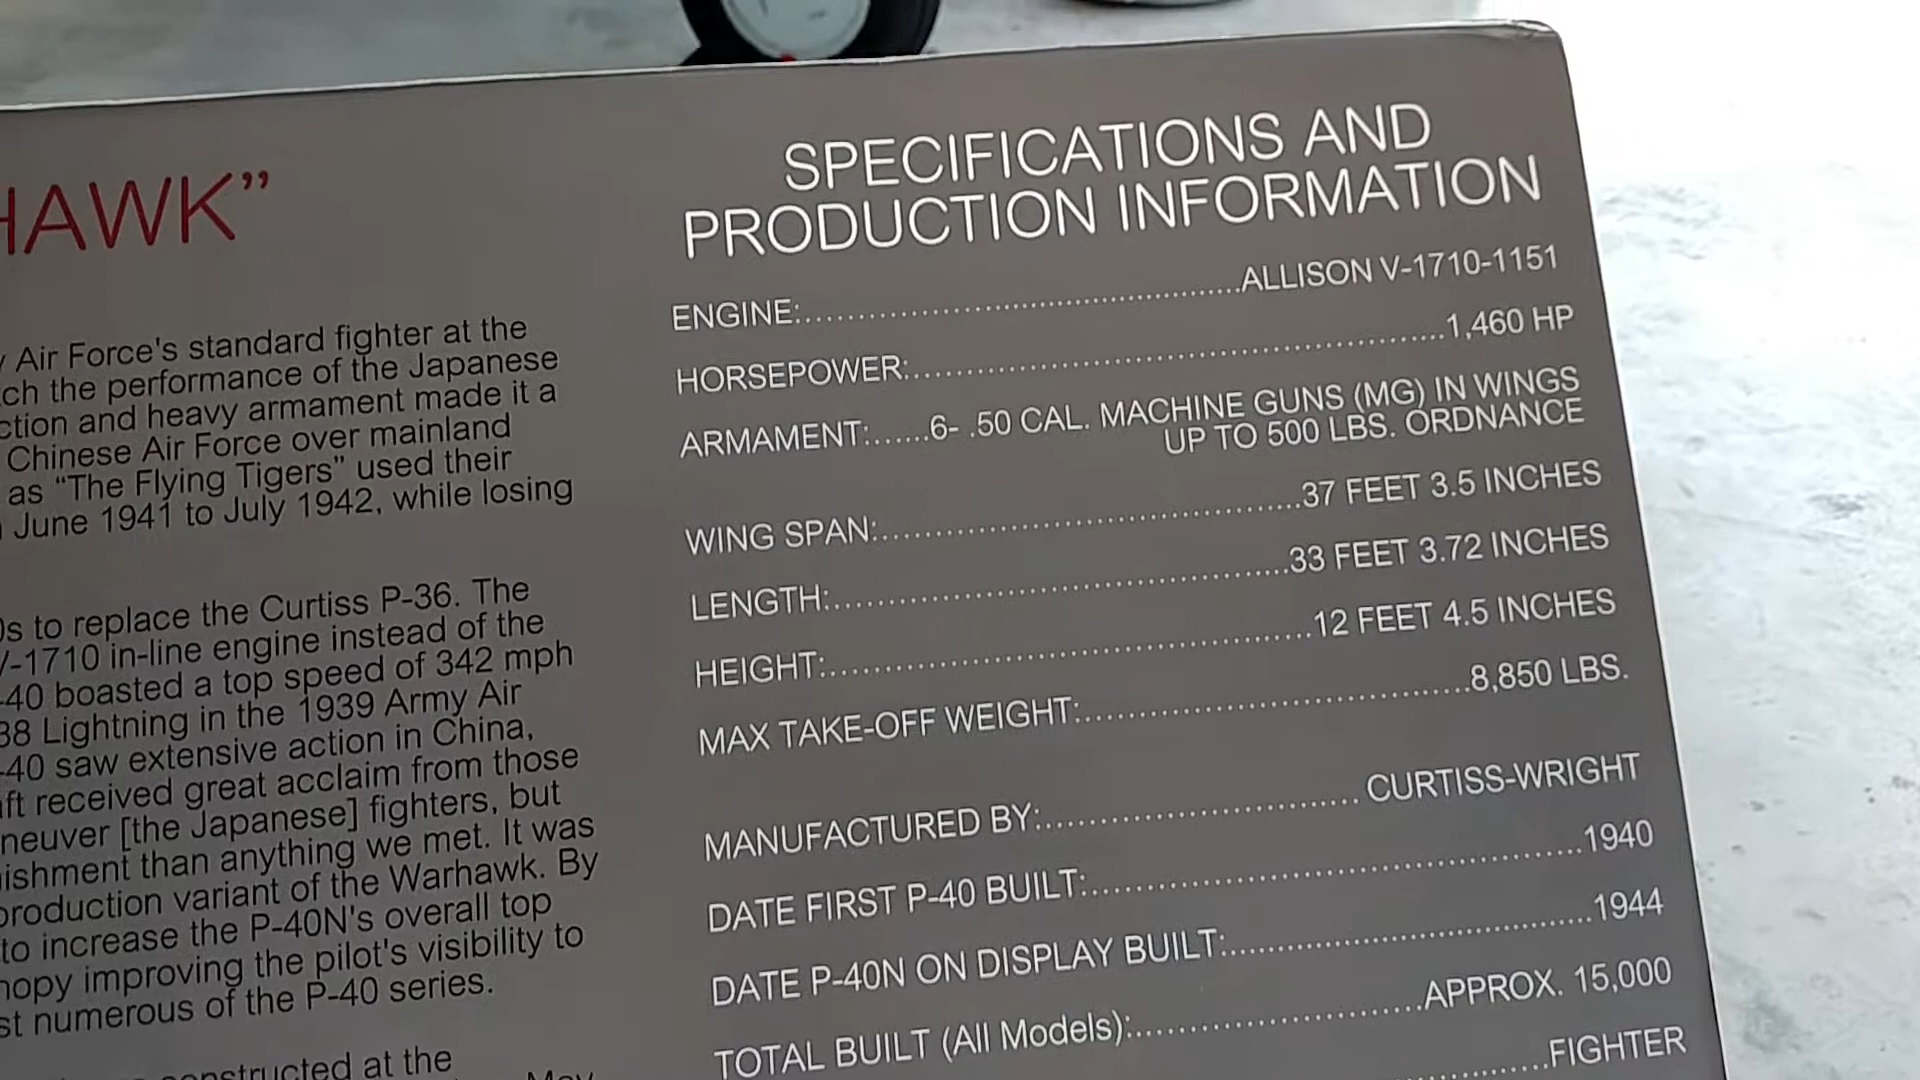 HAWK”
Air Force's standard fighter at the
the performance of the Japanese
and heavy armament made it a
Chinese Air Force over mainland
as “The Flying Tigers” used their
June 1941 to July 1942, while losing
to replace the Curtiss P-36. The
-1710 in-line engine instead of the
-40 boasted a top speed of 342 mph
38 Lightning in the 1939 Army Air
-40 saw extensive action in China,
received great acclaim from those
[the Japanese] fighters, but
than anything we met. It was
production variant of the Warhawk. By
to increase the P-40N's overall top
improving the pilot's visibility to
numerous of the P-40 series.
constructed at the
May
SPECIFICATIONS AND
PRODUCTION INFORMATION
ENGINE:..........ALLISON V-1710-1151
HORSEPOWER:..........1,460 HP
ARMAMENT:......6- .50 CAL. MACHINE GUNS (MG) IN WINGS
UP TO 500 LBS. ORDNANCE
WING SPAN:..........37 FEET 3.5 INCHES
LENGTH:..........33 FEET 3.72 INCHES
HEIGHT:..........12 FEET 4.5 INCHES
MAX TAKE-OFF WEIGHT:..........8,850 LBS.
MANUFACTURED BY:.......... CURTISS-WRIGHT
DATE FIRST P-40 BUILT:..........1940
DATE P-40N ON DISPLAY BUILT:..........1944
TOTAL BUILT (All Models):..........APPROX. 15,000
..........FIGHTER